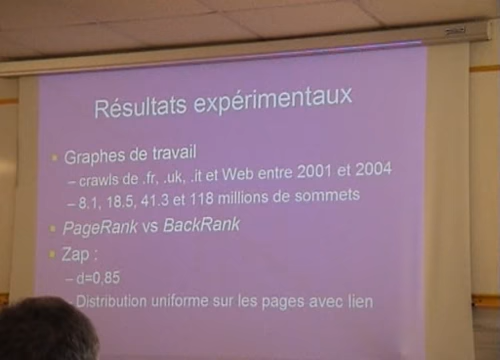 Résultats expérimentaux
Graphes de travail
– crawls de .fr, .uk, .it et Web entre 2001 et 2004
– 8.1, 18.5, 41.3 et 118 millions de sommets
PageRank vs BackRank
Zap :
– d=0,85
– Distribution uniforme sur les pages avec lien